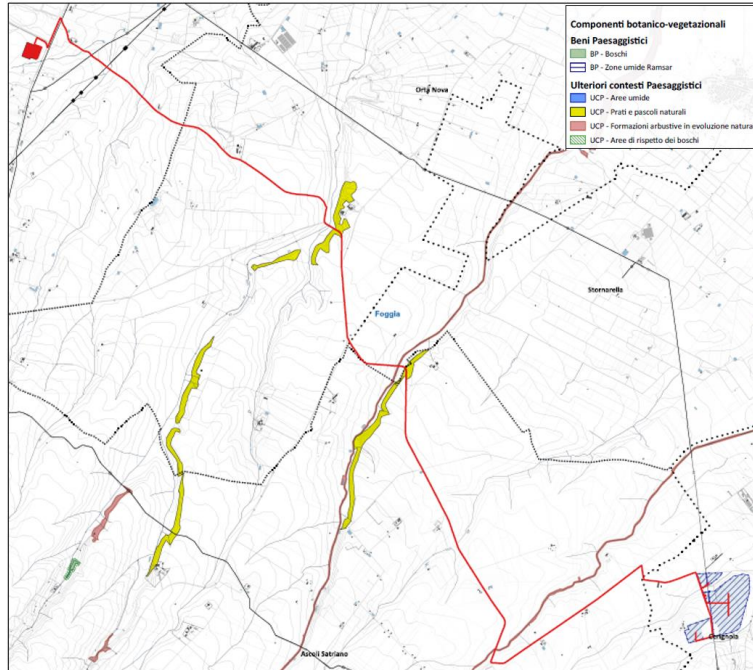 Componenti botanico-vegetazionali
Beni Paesaggistici
BP - Boschi
BP - Zone umide Ramsar
Ulteriori contesti Paesaggistici
UCP - Aree umide
UCP - Prati e pascoli naturali
UCP - Formazioni arbustive in evoluzione natura
UCP - Aree di rispetto dei boschi
Orta Nova
Stornarella
Foggia
Cerignola
Ascoli Satriano